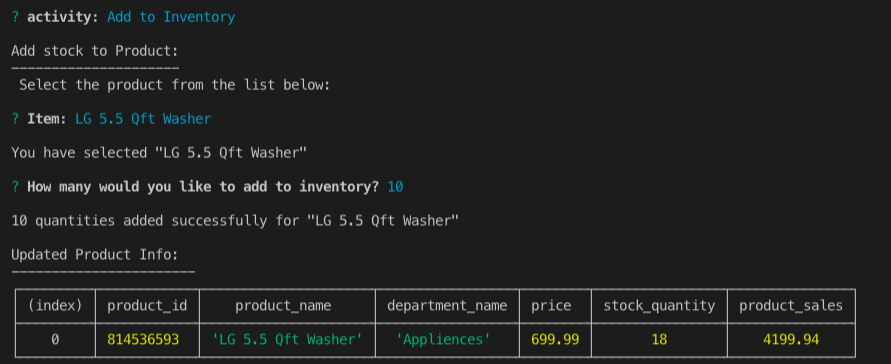 ? activity: Add to Inventory
Add stock to Product:
---------------------
Select the product from the list below:
? Item: LG 5.5 Qft Washer
You have selected "LG 5.5 Qft Washer"
? How many would you like to add to inventory? 10
10 quantities added successfully for "LG 5.5 Qft Washer"
Updated Product Info:
-----------------------
(index) product_id product_name department_name price stock_quantity product_sales
0 814536593 'LG 5.5 Qft Washer' 'Appliences' 699.99 18 4199.94